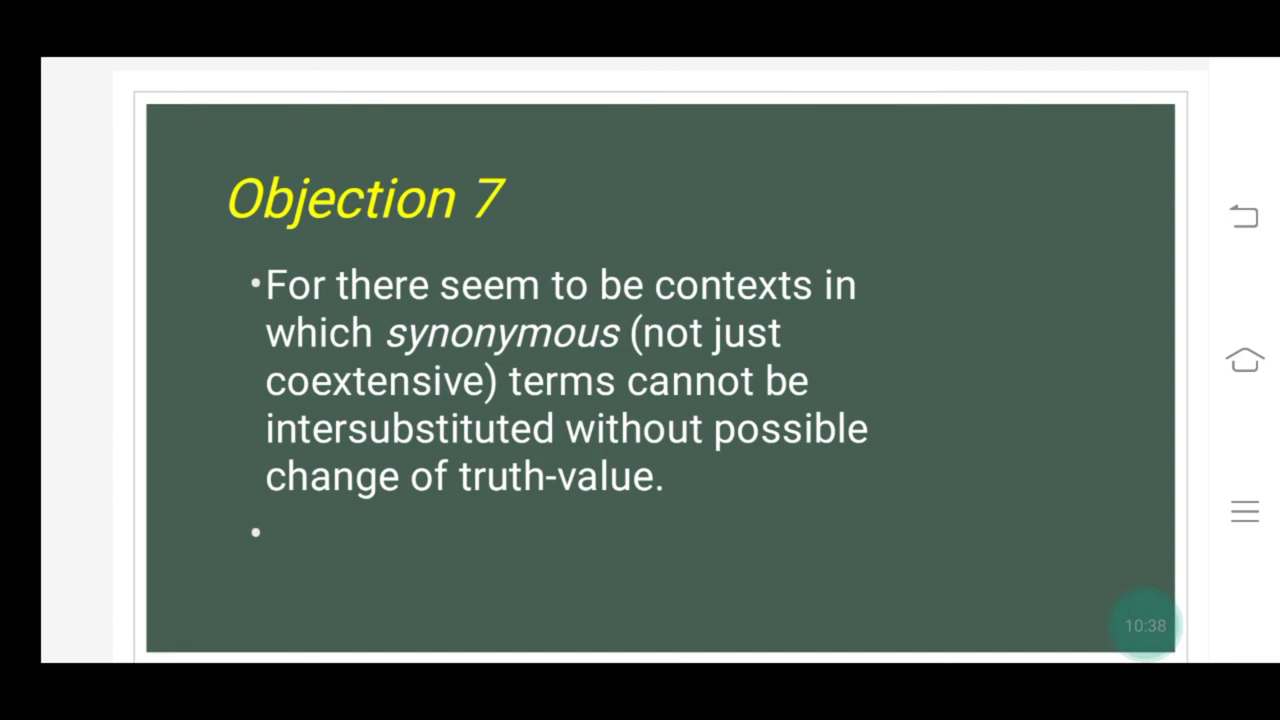 Objection 7
•For there seem to be contexts in
which synonymous (not just
coextensive) terms cannot be
intersubstituted without possible
change of truth-value.
•
10:38